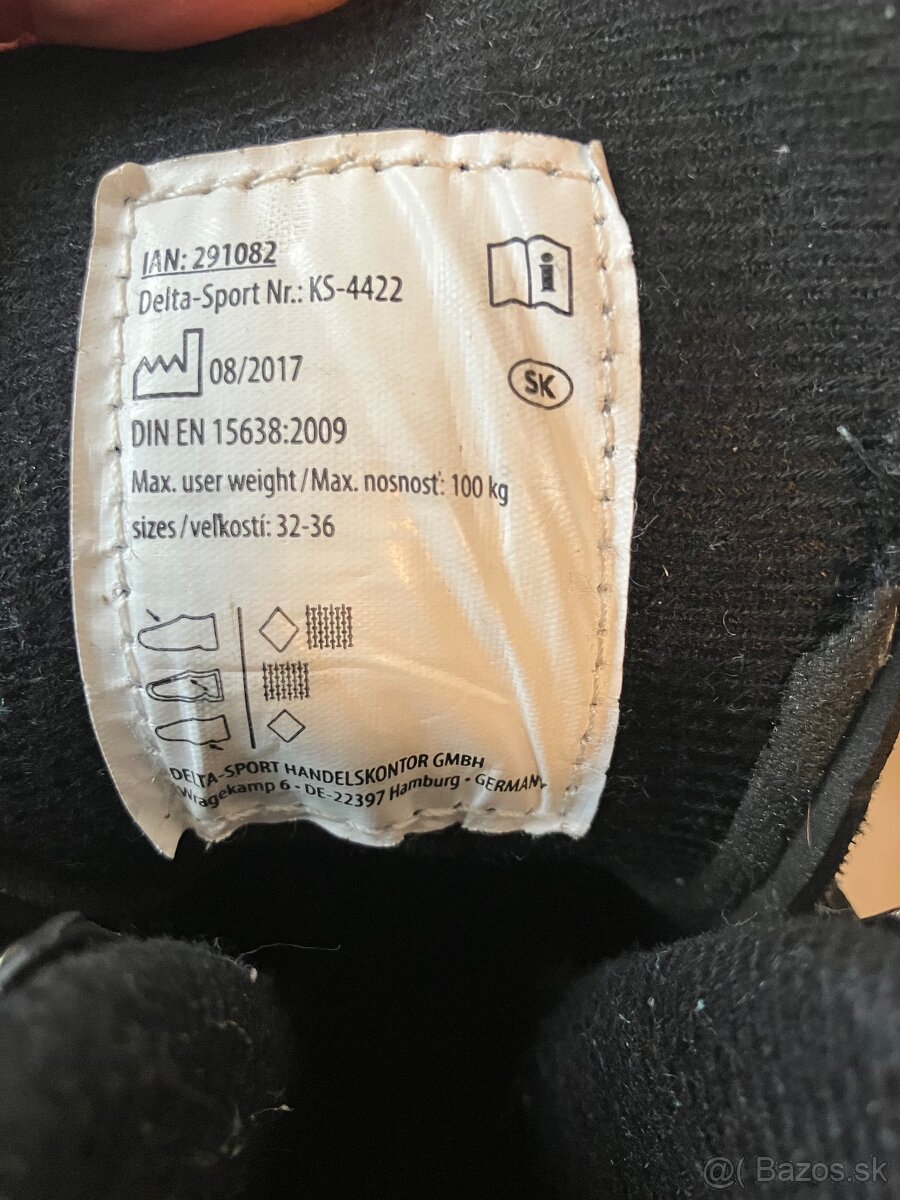 IAN: 291082
Delta-Sport Nr.: KS-4422
08/2017
SK
DIN EN 15638:2009
Max. user weight / Max. nosnosť: 100 kg
sizes / veľkostí: 32-36
DELTA-SPORT HANDELSKONTOR GMBH
Wragekamp 6 · DE-22397 Hamburg · GERMANY
@( Bazos.sk